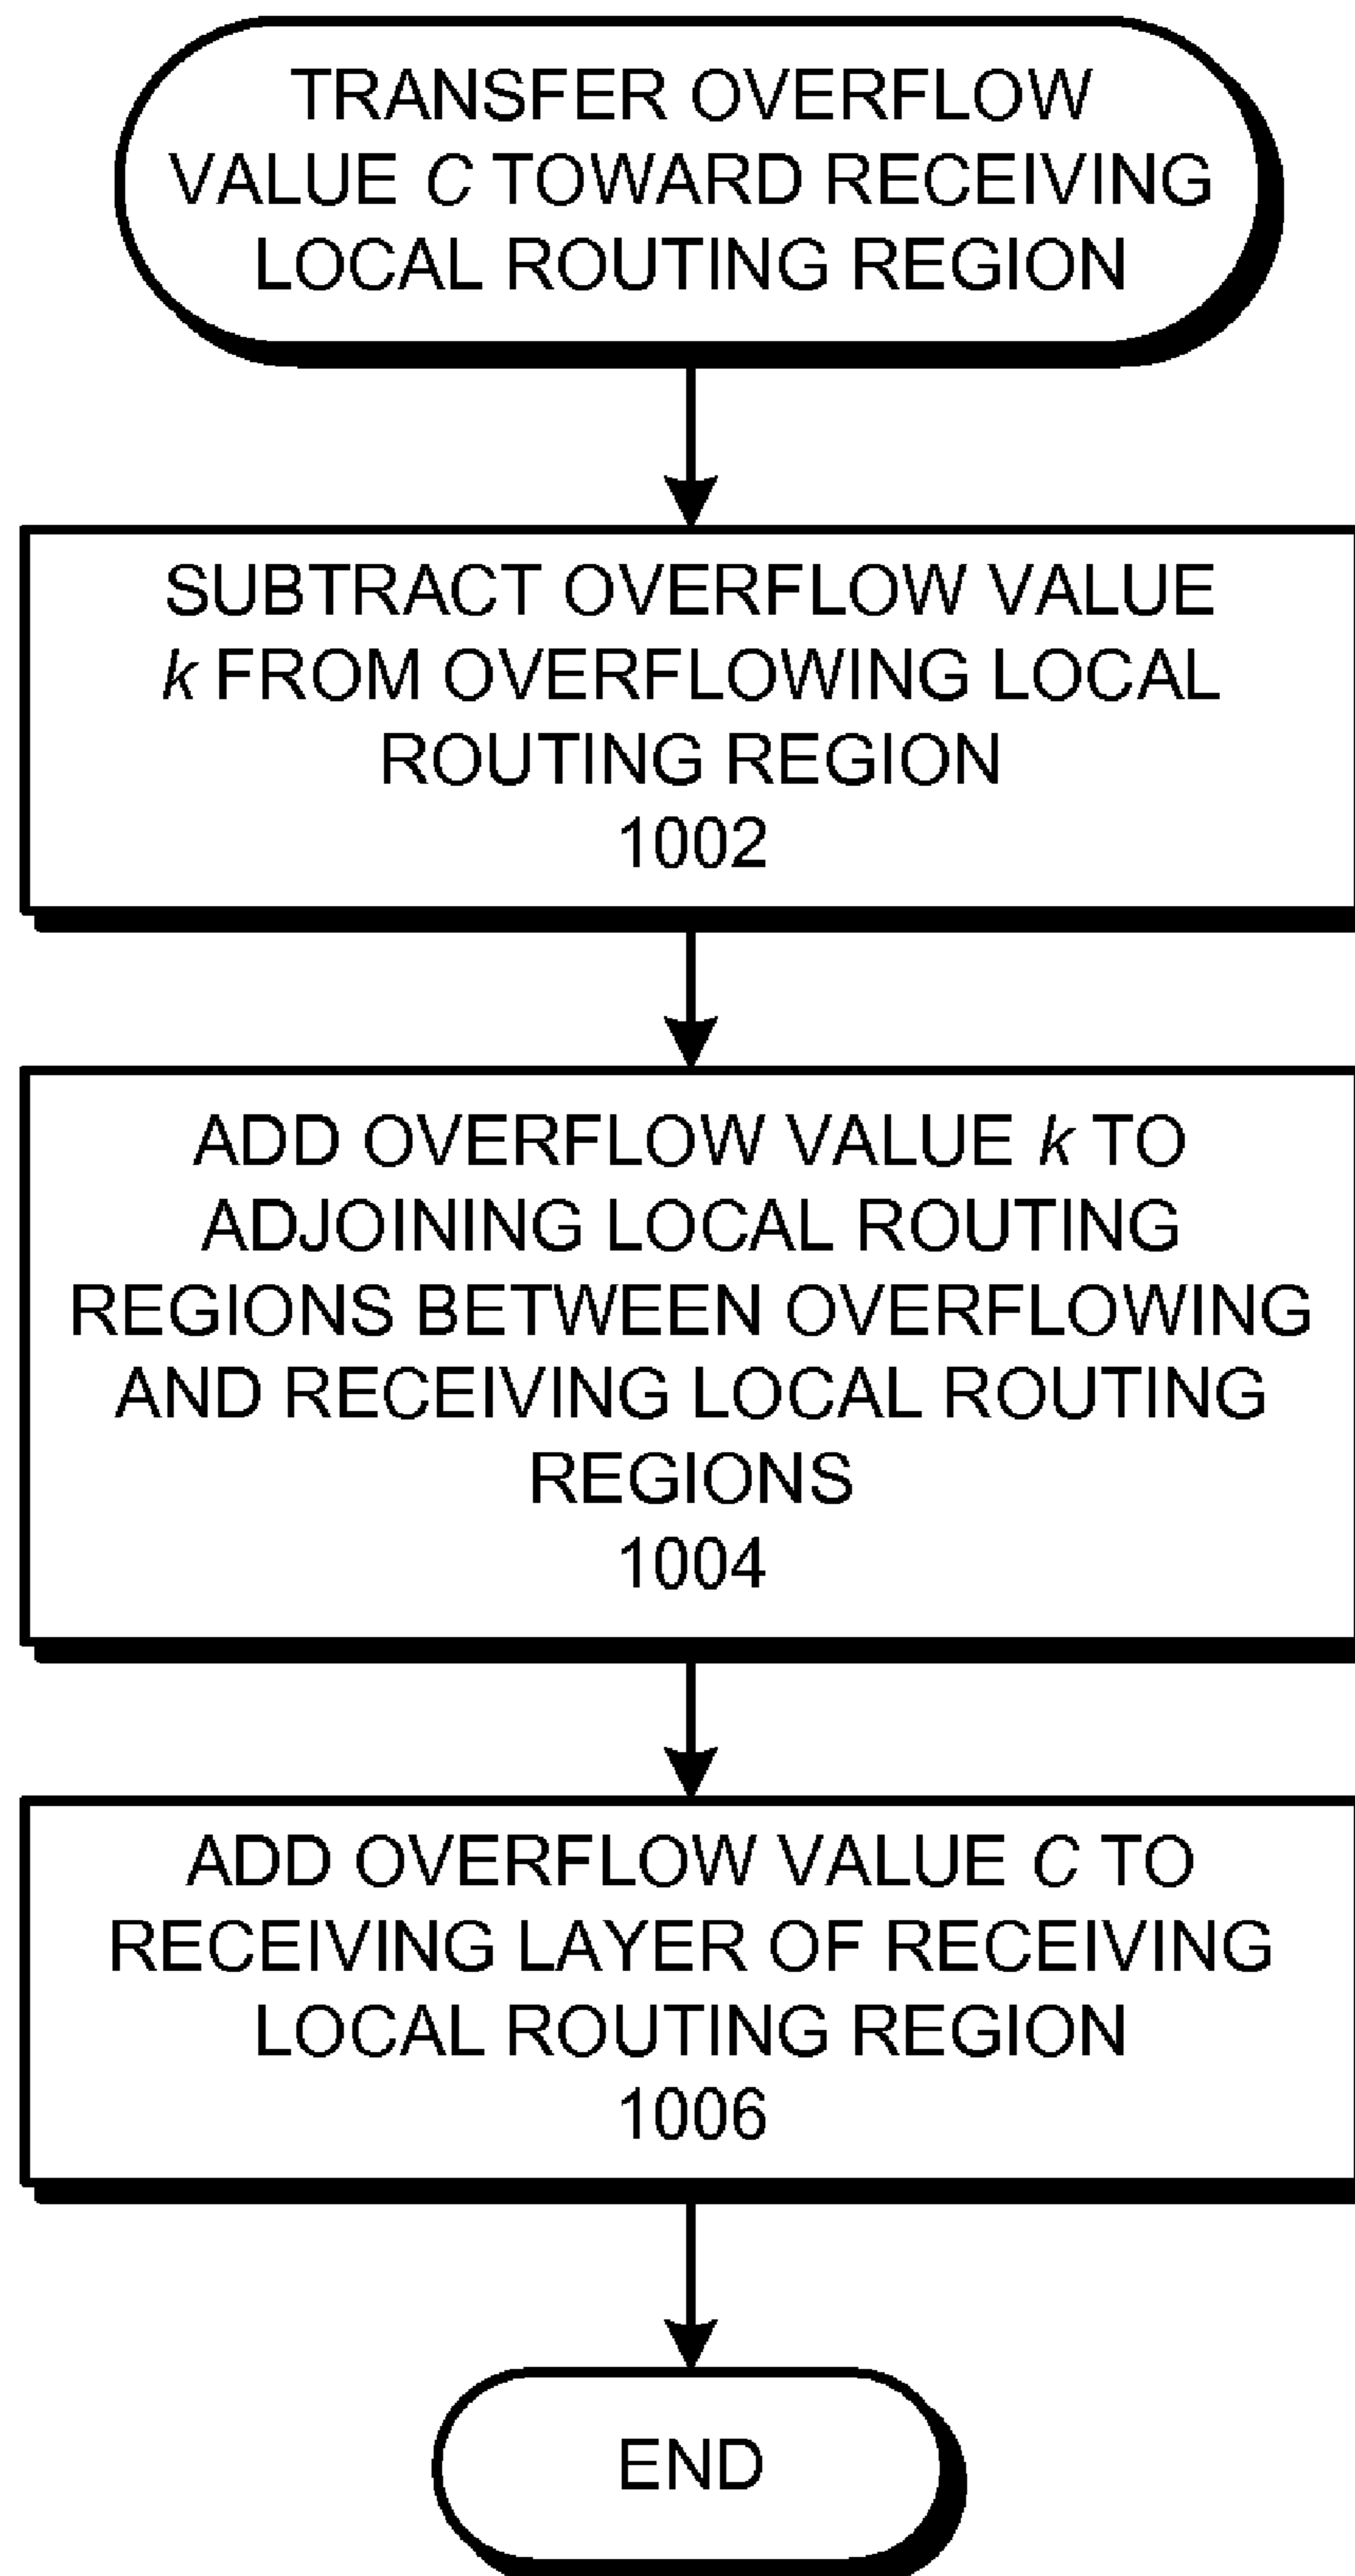 TRANSFER OVERFLOW
VALUE C TOWARD RECEIVING
LOCAL ROUTING REGION
SUBTRACT OVERFLOW VALUE
k FROM OVERFLOWING LOCAL
ROUTING REGION
1002
ADD OVERFLOW VALUE k TO
ADJOINING LOCAL ROUTING
REGIONS BETWEEN OVERFLOWING
AND RECEIVING LOCAL ROUTING
REGIONS
1004
ADD OVERFLOW VALUE C TO
RECEIVING LAYER OF RECEIVING
LOCAL ROUTING REGION
1006
END